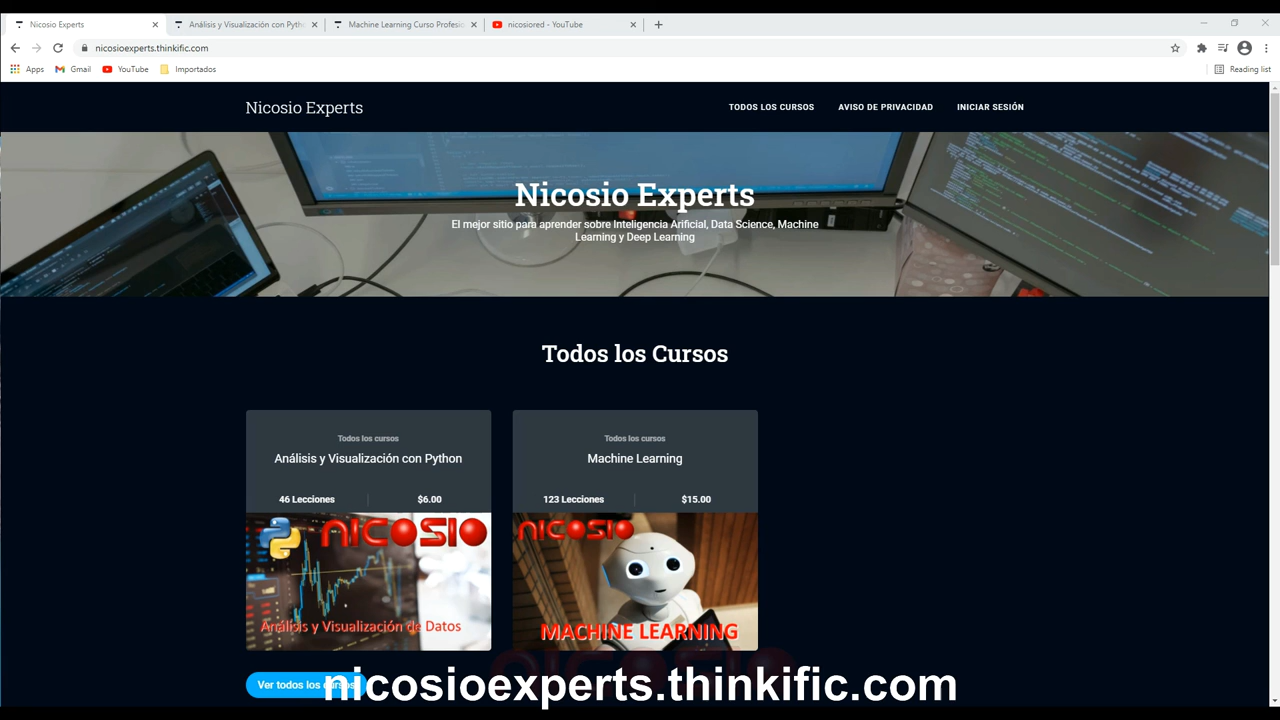 Nicosio Experts
Análisis y Visualización con Pyth
Machine Learning Curso Profesio
nicosiored - YouTube
nicosioexperts.thinkific.com
Apps
Gmail
YouTube
Importados
Reading list
Nicosio Experts
TODOS LOS CURSOS
AVISO DE PRIVACIDAD
INICIAR SESIÓN
Nicosio Experts
El mejor sitio para aprender sobre Inteligencia Arificial, Data Science, Machine
Learning y Deep Learning
Todos los Cursos
Todos los cursos
Análisis y Visualización con Python
46 Lecciones
$6.00
NICOSIO
Análisis y Visualización de Datos
Todos los cursos
Machine Learning
123 Lecciones
$15.00
NICOSIO
MACHINE LEARNING
Ver todos los cursos
nicosioexperts.thinkific.com